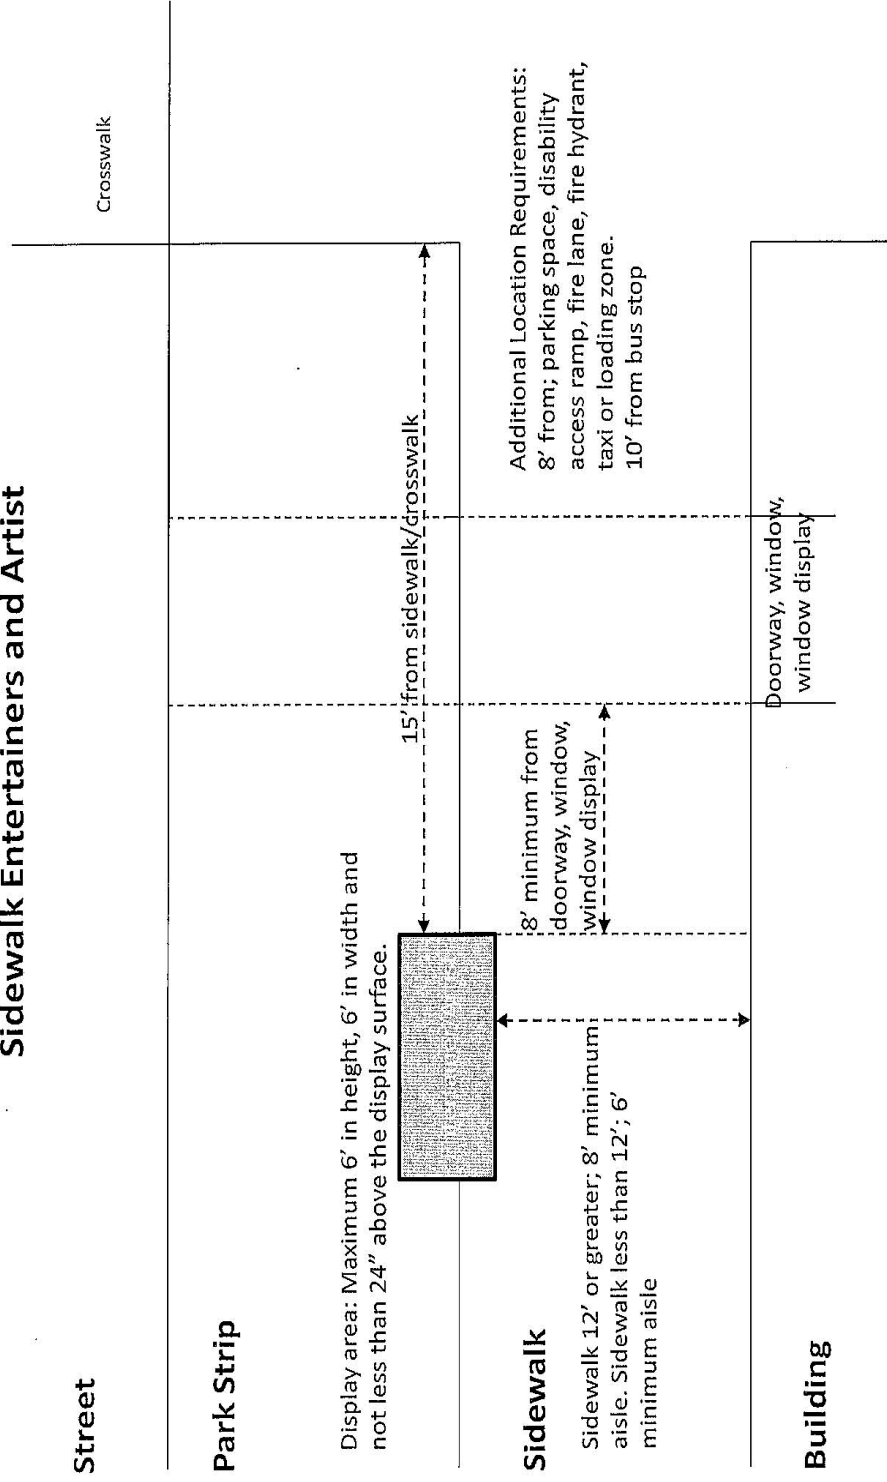 Sidewalk Entertainers and Artist
Street
Crosswalk
Park Strip
Display area: Maximum 6’ in height, 6’ in width and
not less than 24” above the display surface.
15’ from sidewalk/crosswalk
Sidewalk
8’ minimum from
doorway, window,
window display
Additional Location Requirements:
8’ from; parking space, disability
access ramp, fire lane, fire hydrant,
taxi or loading zone.
10’ from bus stop
Sidewalk 12’ or greater; 8’ minimum
aisle. Sidewalk less than 12’; 6’
minimum aisle
Building
Doorway, window,
window display